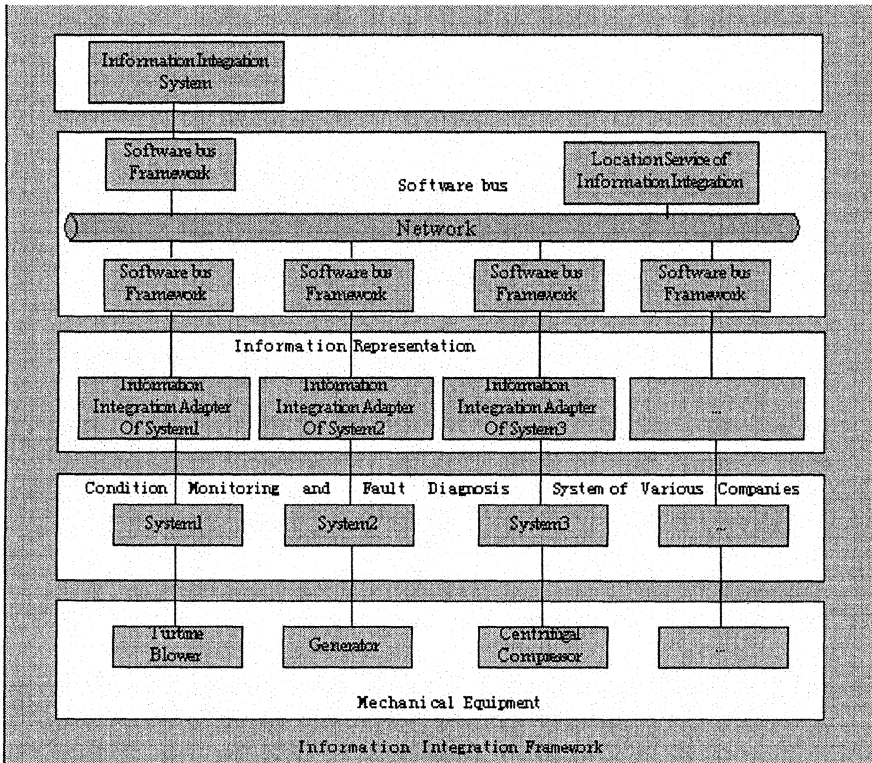 Information Integration
System
Software bus
Framework
Location Service of
Information Integration
Software bus
Network
Software bus
Framework
Software bus
Framework
Software bus
Framework
Software bus
Framework
Information Representation
Information
Integration Adapter
Of System1
Information
Integration Adapter
Of System2
Information
Integration Adapter
Of System3
...
Condition Monitoring and Fault Diagnosis System of Various Companies
System1
System2
System3
...
Turbine
Blower
Generator
Centrifugal
Compressor
...
Mechanical Equipment
Information Integration Framework